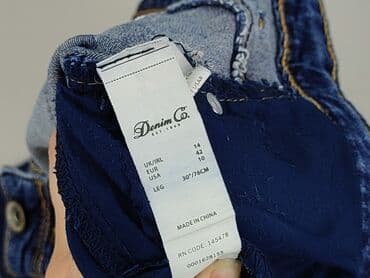 Denim Co.
EST. 1969
UK/IRL 14
EUR 42
USA 10
LEG 30"/76CM
MADE IN CHINA
RN CODE: 145478